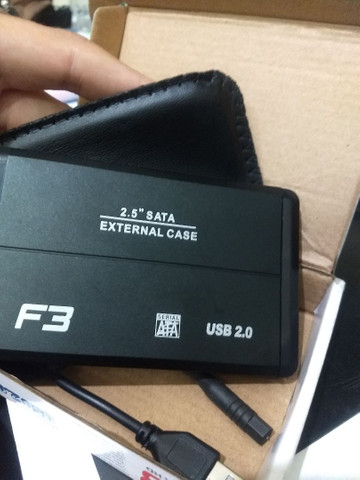 2.5" SATA
EXTERNAL CASE
F3
SERIAL
ATA
USB 2.0